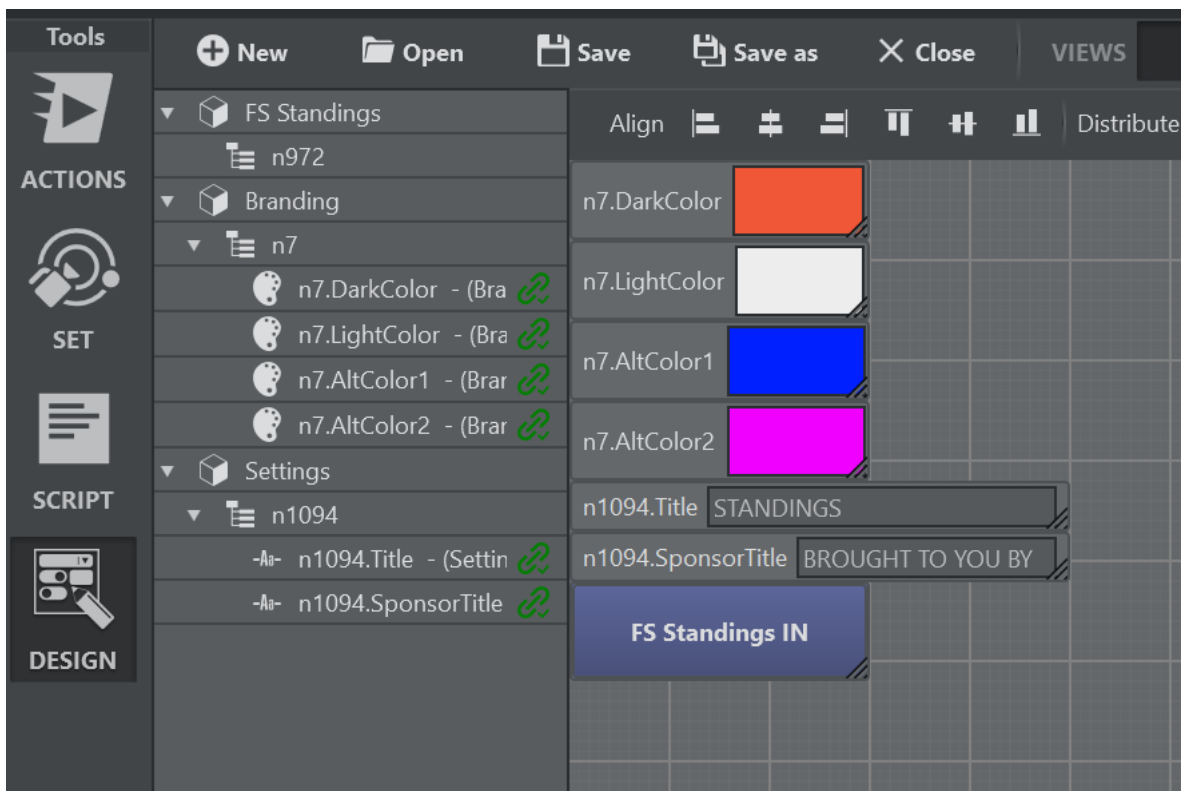 Tools
New
Open
Save
Save as
Close
VIEWS
ACTIONS
SET
SCRIPT
DESIGN
FS Standings
n972
Branding
n7
n7.DarkColor - (Bra
n7.LightColor - (Bra
n7.AltColor1 - (Brar
n7.AltColor2 - (Brar
Settings
n1094
-Aa- n1094.Title - (Settin
-Aa- n1094.SponsorTitle
Align
Distribute
n7.DarkColor
n7.LightColor
n7.AltColor1
n7.AltColor2
n1094.Title STANDINGS
n1094.SponsorTitle BROUGHT TO YOU BY
FS Standings IN